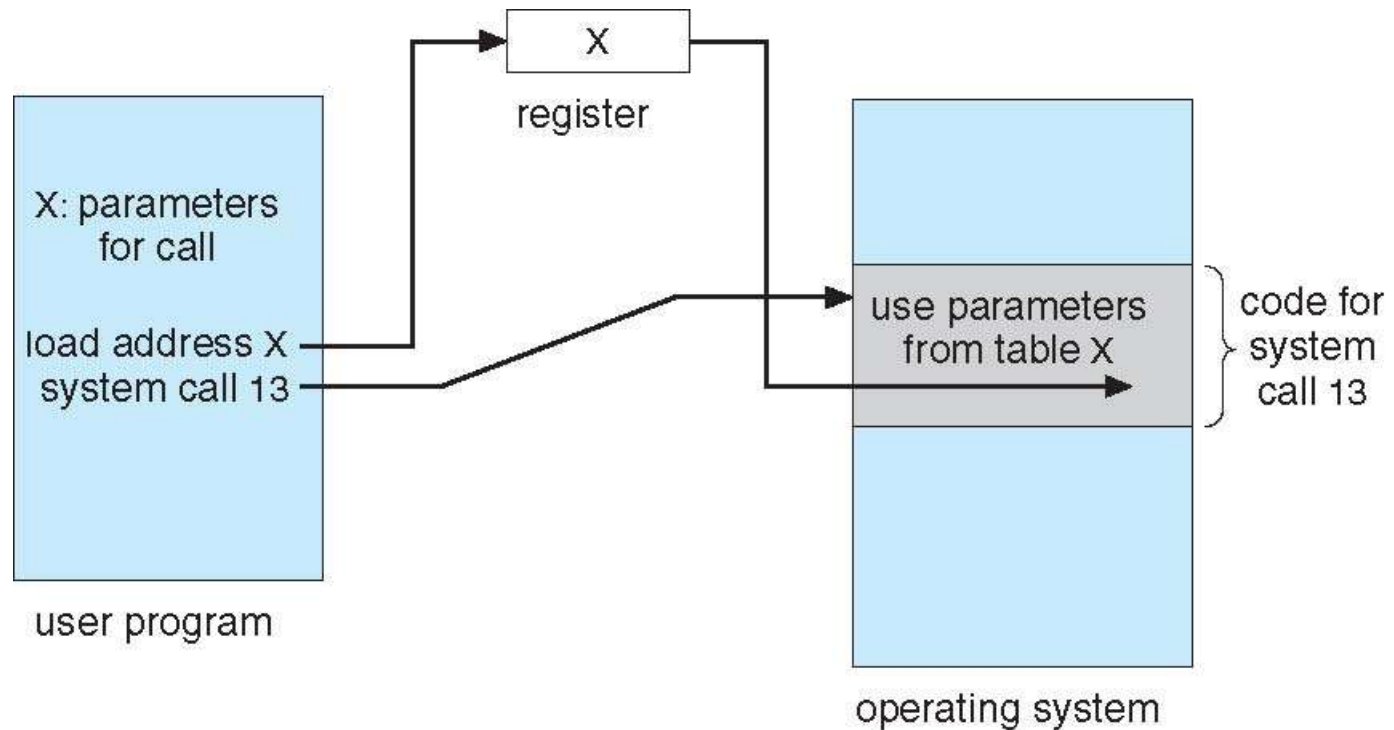 X
register
X: parameters
for call
load address X
system call 13
user program
use parameters
from table X
code for
system
call 13
operating system